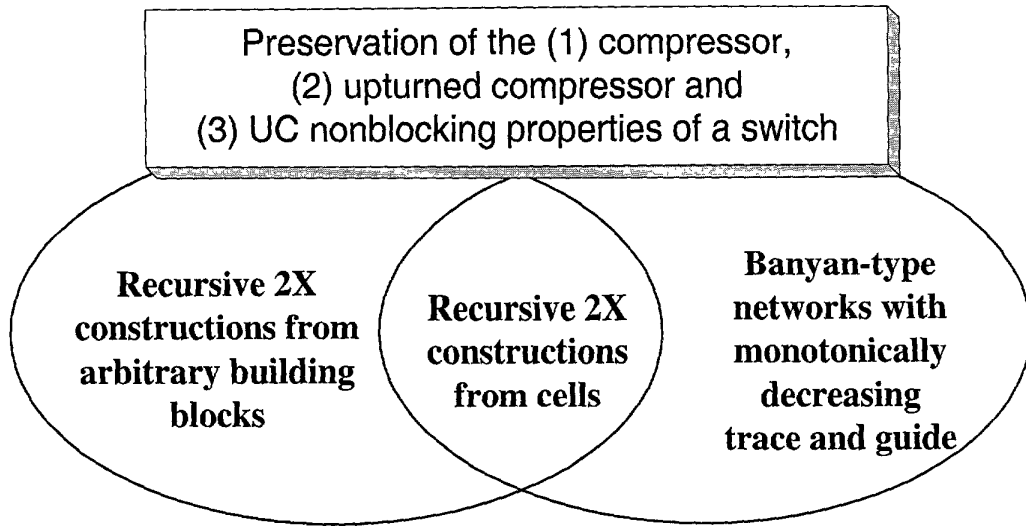 Preservation of the (1) compressor,
(2) upturned compressor and
(3) UC nonblocking properties of a switch
Recursive 2X
constructions from
arbitrary building
blocks
Recursive 2X
constructions
from cells
Banyan-type
networks with
monotonically
decreasing
trace and guide